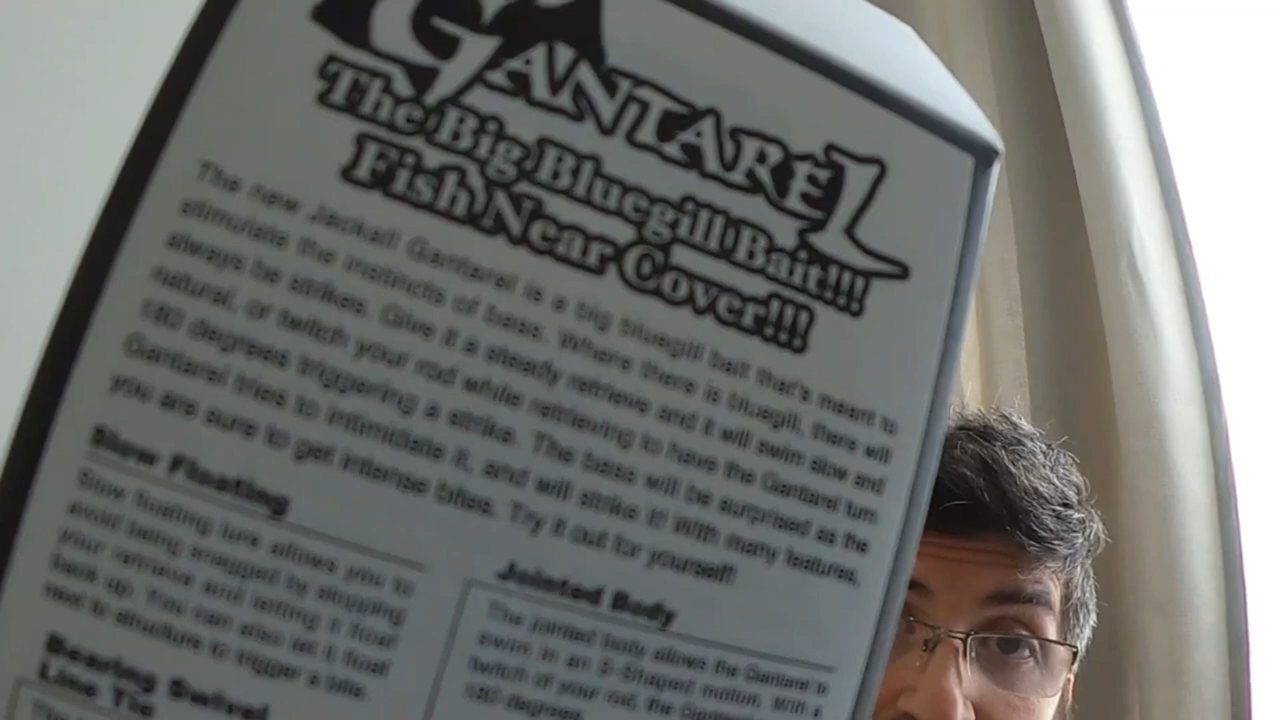 GANTAREL
The Big Bluegill Bait!!!
Fish Near Cover!!!
The new Jackall Gantarel is a big bluegill bait that's meant to
stimulate the instincts of bass. Where there is bluegill, there will
always be strikes. Give it a steady retrieve and it will swim slow and
natural, or twitch your rod while retrieving to have the Gantarel turn
180 degrees triggering a strike. The bass will be surprised as the
Gantarel tries to intimidate it, and will strike it! With many features,
you are sure to get intense bites. Try it out for yourself!
Slow Floating
Slow floating lure allows you to
avoid being snagged by stopping
your retrieve and letting it float
back up. You can also let it float
next to structure to trigger a bite.
Bearing Swivel
Line Tie
Jointed Body
The jointed body allows the Gantarel to
swim in an S-Shaped motion. With a
twitch of your rod, the Gantarel
180 degrees.